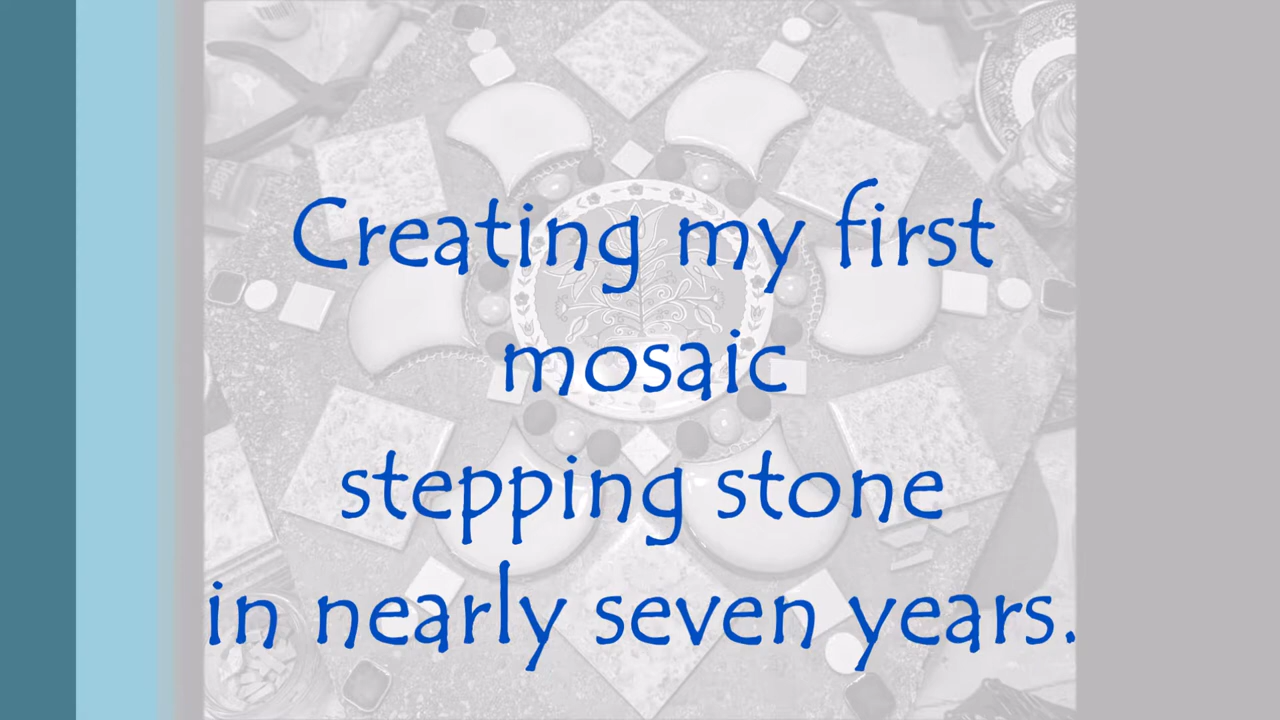 Creating my first
mosaic
stepping stone
in nearly seven years.